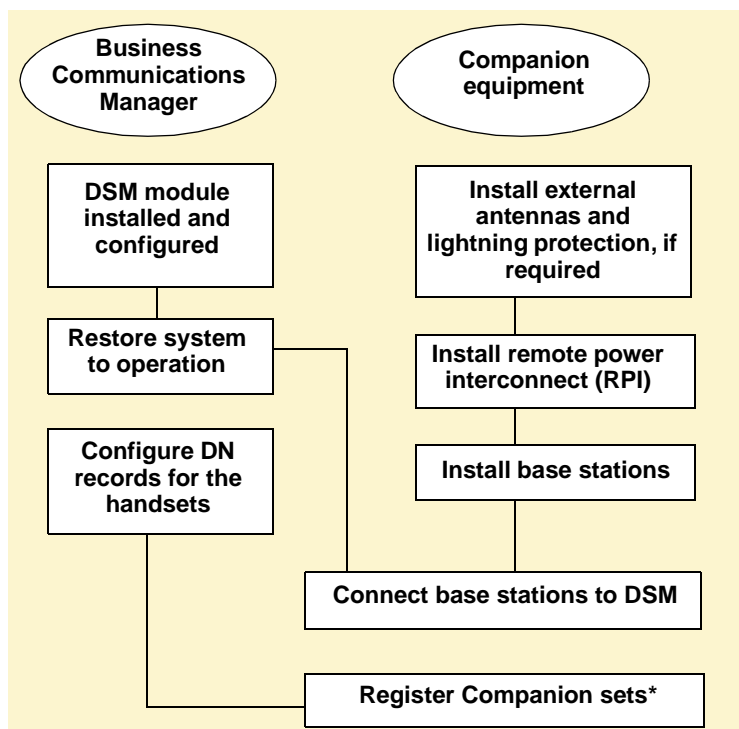 Business
Communications
Manager
Companion
equipment
DSM module
installed and
configured
Install external
antennas and
lightning protection, if
required
Restore system
to operation
Install remote power
interconnect (RPI)
Configure DN
records for the
handsets
Install base stations
Connect base stations to DSM
Register Companion sets*